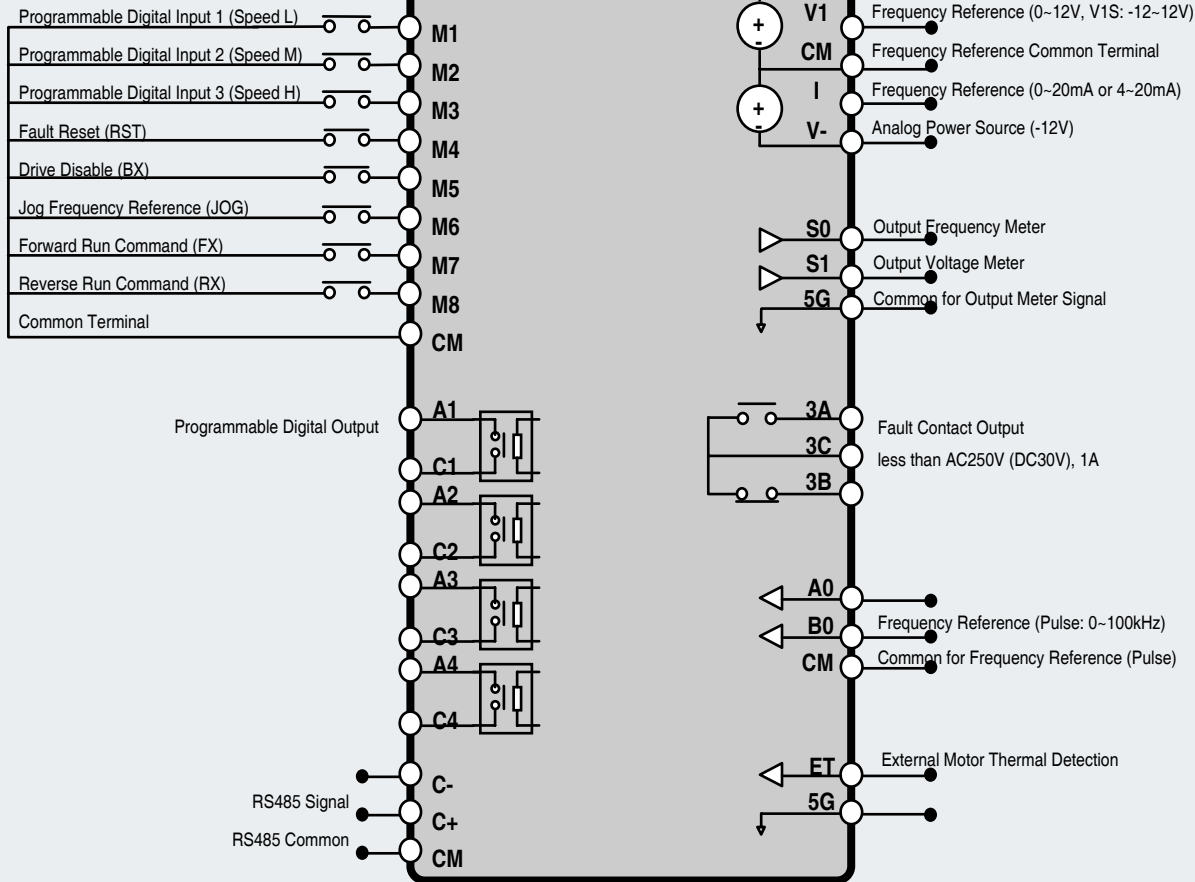 Programmable Digital Input 1 (Speed L)
M1
Programmable Digital Input 2 (Speed M)
M2
Programmable Digital Input 3 (Speed H)
M3
Fault Reset (RST)
M4
Drive Disable (BX)
M5
Jog Frequency Reference (JOG)
M6
Forward Run Command (FX)
M7
Reverse Run Command (RX)
M8
Common Terminal
CM
Programmable Digital Output
A1
C1
A2
C2
A3
C3
A4
C4
C-
RS485 Signal
C+
RS485 Common
CM
+
-
V1
Frequency Reference (0~12V, V1S: -12~12V)
CM
Frequency Reference Common Terminal
+
-
I
Frequency Reference (0~20mA or 4~20mA)
V-
Analog Power Source (-12V)
S0
Output Frequency Meter
S1
Output Voltage Meter
5G
Common for Output Meter Signal
3A
Fault Contact Output
3C
less than AC250V (DC30V), 1A
3B
A0
B0
Frequency Reference (Pulse: 0~100kHz)
CM
Common for Frequency Reference (Pulse)
ET
External Motor Thermal Detection
5G